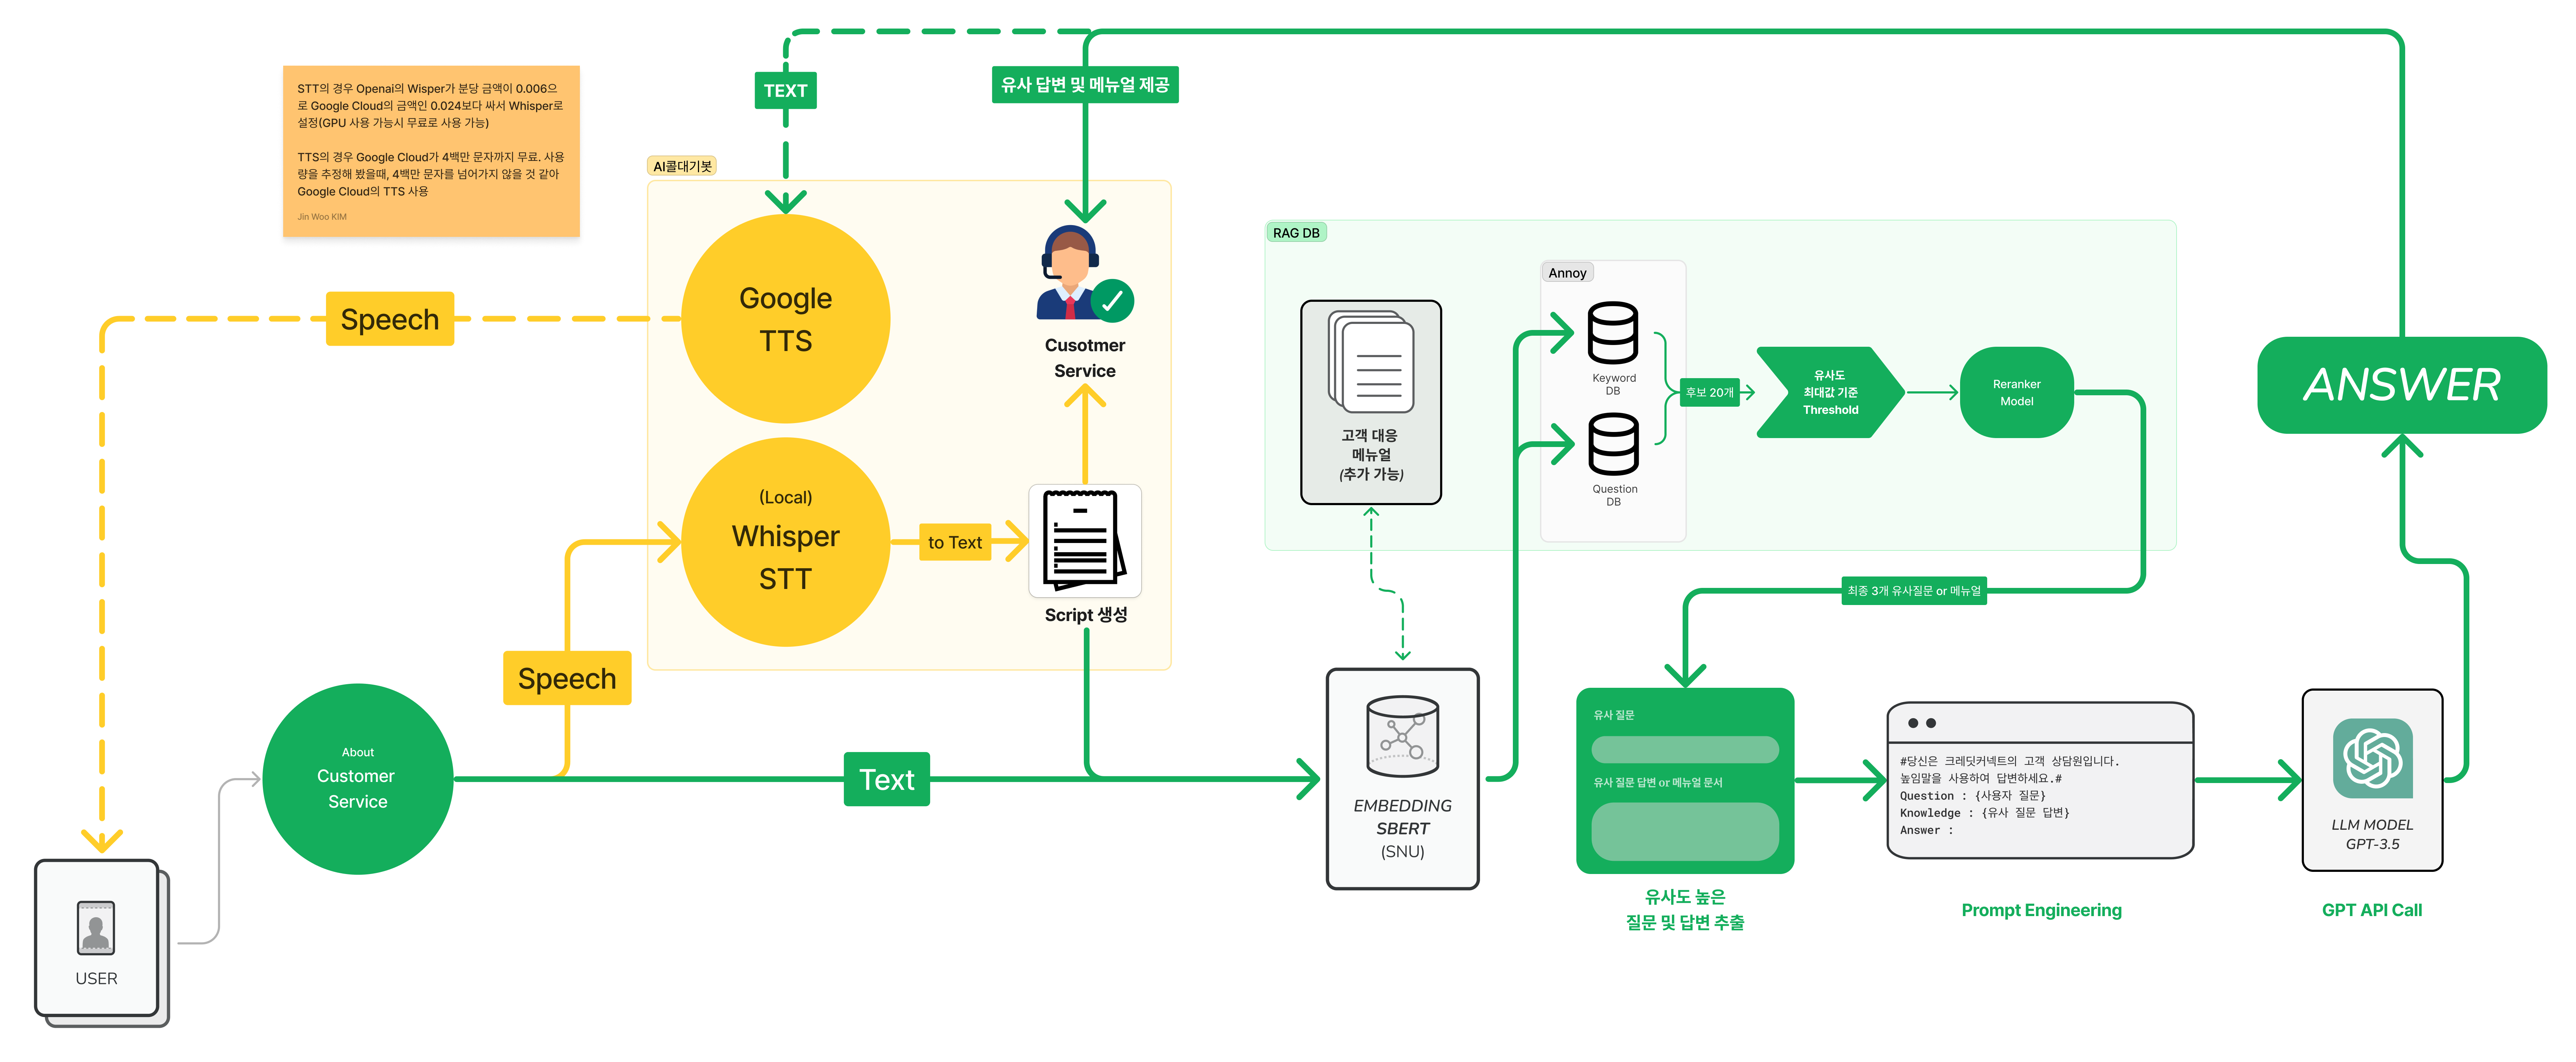 STT의 경우 Openai의 Wisper가 분당 금액이 0.006으
로 Google Cloud의 금액인 0.024보다 싸서 Whisper로
설정(GPU 사용 가능시 무료로 사용 가능)
TTS의 경우 Google Cloud가 4백만 문자까지 무료. 사용
량을 추정해 봤을때, 4백만 문자를 넘어가지 않을 것 같아
Google Cloud의 TTS 사용
Jin Woo KIM
TEXT
유사 답변 및 메뉴얼 제공
AI콜대기봇
Google
TTS
Speech
Cusotmer
Service
(Local)
Whisper
STT
to Text
Script 생성
Speech
About
Customer
Service
Text
USER
RAG DB
고객 대응
메뉴얼
(추가 가능)
Annoy
Keyword
DB
Question
DB
후보 20개
유사도
최대값 기준
Threshold
Reranker
Model
최종 3개 유사질문 or 메뉴얼
EMBEDDING
SBERT
(SNU)
유사 질문
유사 질문 답변 or 메뉴얼 문서
유사도 높은
질문 및 답변 추출
#당신은 크레딧커넥트의 고객 상담원입니다.
높임말을 사용하여 답변하세요.#
Question : {사용자 질문}
Knowledge : {유사 질문 답변}
Answer :
Prompt Engineering
LLM MODEL
GPT-3.5
GPT API Call
ANSWER